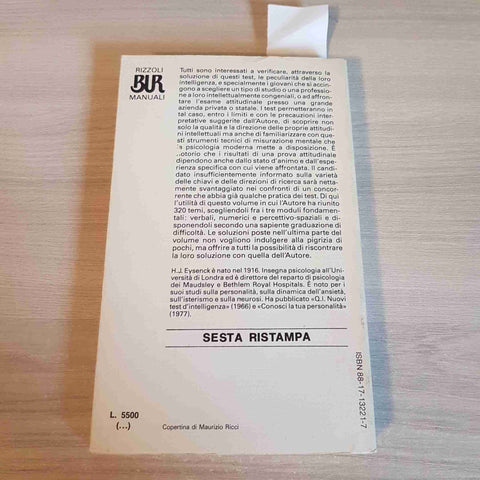 RIZZOLI
BUR
MANUALI
Tutti sono interessati a verificare, attraverso la
soluzione di questi test, le peculiarità della loro
intelligenza, e specialmente i giovani che si accin-
gono a scegliere un tipo di studio o una professio-
ne a loro intellettualmente congeniali, o ad affron-
tare l'esame attitudinale presso una grande
azienda privata o statale. I test permetteranno in
tal caso, entro i limiti e con le precauzioni inter-
pretative suggerite dall'Autore, di scoprire non
solo la qualità e la direzione delle proprie attitudi-
ni intellettuali ma anche di familiarizzare con que-
sti strumenti tecnici di misurazione mentale che
la psicologia moderna mette a disposizione. È
notorio che i risultati di una prova attitudinale
dipendono anche dallo stato d'animo e dall'espe-
rienza specifica con cui viene affrontata. Il can-
didato insufficientemente informato sulla varietà
delle chiavi e delle direzioni di ricerca sarà netta-
mente svantaggiato nei confronti di un concor-
rente che abbia già qualche pratica dei test. Di qui
l'utilità di questo volume in cui l'Autore ha riunito
320 temi, scegliendoli fra i tre moduli fondamen-
tali: verbali, numerici e percettivo-spaziali e di-
sponendoli secondo una sapiente graduazione di
difficoltà. Le soluzioni poste nell'ultima parte del
volume non vogliono indulgere alla pigrizia di
pochi, ma offrire a tutti la possibilità di riscontrare
la loro soluzione con quella dell'Autore.
H.J. Eysenck è nato nel 1916. Insegna psicologia all'Uni-
versità di Londra ed è direttore del reparto di psicologia
dei Maudsley e Bethlem Royal Hospitals. È noto per i
suoi studi sulla personalità, sulla dinamica dell'ansietà,
sull'isterismo e sulla neurosi. Ha pubblicato «Q.I. Nuovi
test d'intelligenza» (1966) e «Conosci la tua personalità»
(1977).
SESTA RISTAMPA
ISBN 88-17-13221-7
L. 5500
(...)
Copertina di Maurizio Ricci